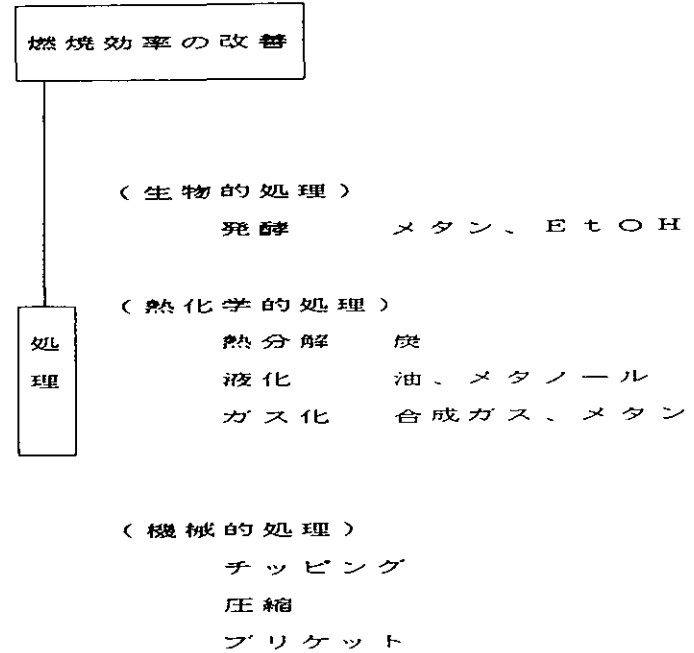 燃焼効率の改善
(生物的処理)
発酵 メタン、EtOH
(熱化学的処理)
処理
熱分解 炭
液化 油、メタノール
ガス化 合成ガス、メタン
(機械的処理)
チッピング
圧縮
ブリケット